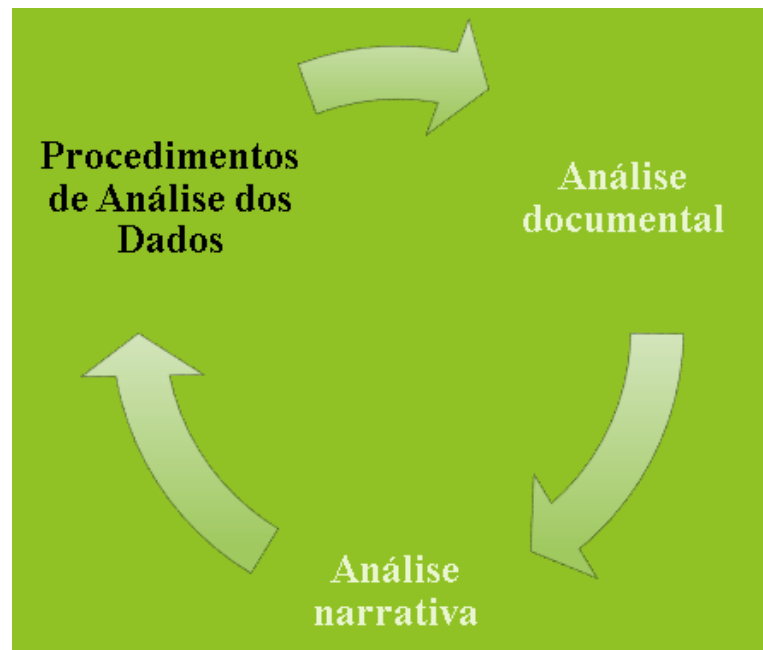 Procedimentos
de Análise dos
Dados
Análise
documental
Análise
narrativa